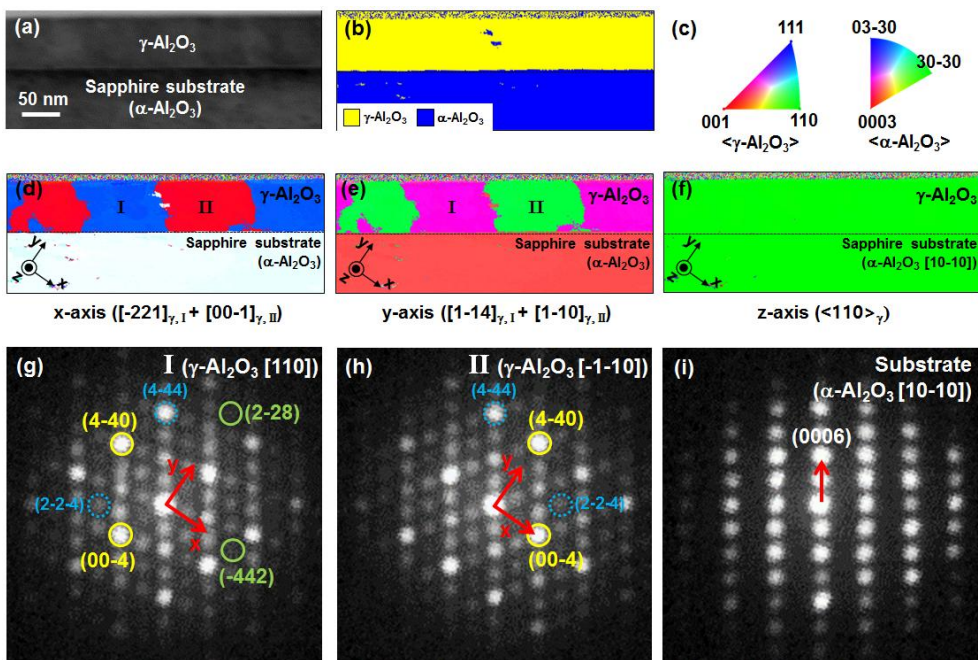 (a)
γ-Al₂O₃
Sapphire substrate
(α-Al₂O₃)
50 nm
(b)
γ-Al₂O₃ α-Al₂O₃
(c)
111
001
110
<γ-Al₂O₃>
03-30
30-30
0003
<α-Al₂O₃>
(d)
γ-Al₂O₃
I
II
Sapphire substrate
(α-Al₂O₃)
y
z
x
x-axis ([-221]γ,I + [00-1]γ,II)
(e)
γ-Al₂O₃
I
II
Sapphire substrate
(α-Al₂O₃)
y
z
x
y-axis ([1-14]γ,I + [1-10]γ,II)
(f)
γ-Al₂O₃
Sapphire substrate
(α-Al₂O₃ [10-10])
y
z
x
z-axis (<110>γ)
(g)
I (γ-Al₂O₃ [110])
(4-44)
(2-28)
(4-40)
y
(2-2-4)
x
(00-4)
(-442)
(h)
II (γ-Al₂O₃ [-1-10])
(4-44)
(4-40)
y
(2-2-4)
x
(00-4)
(i)
Substrate
(α-Al₂O₃ [10-10])
(0006)